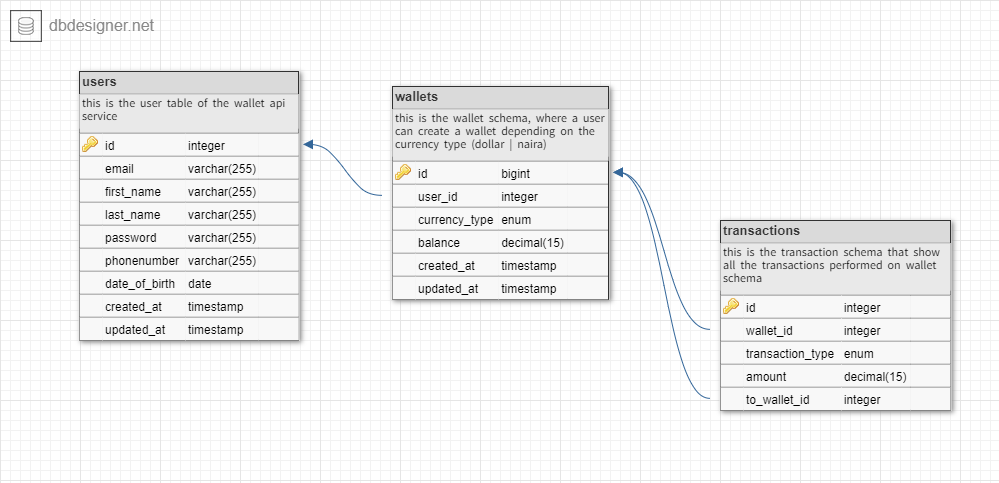 dbdesigner.net
users
this is the user table of the wallet api
service
id integer
email varchar(255)
first_name varchar(255)
last_name varchar(255)
password varchar(255)
phonenumber varchar(255)
date_of_birth date
created_at timestamp
updated_at timestamp
wallets
this is the wallet schema, where a user
can create a wallet depending on the
currency type (dollar | naira)
id bigint
user_id integer
currency_type enum
balance decimal(15)
created_at timestamp
updated_at timestamp
transactions
this is the transaction schema that show
all the transactions performed on wallet
schema
id integer
wallet_id integer
transaction_type enum
amount decimal(15)
to_wallet_id integer